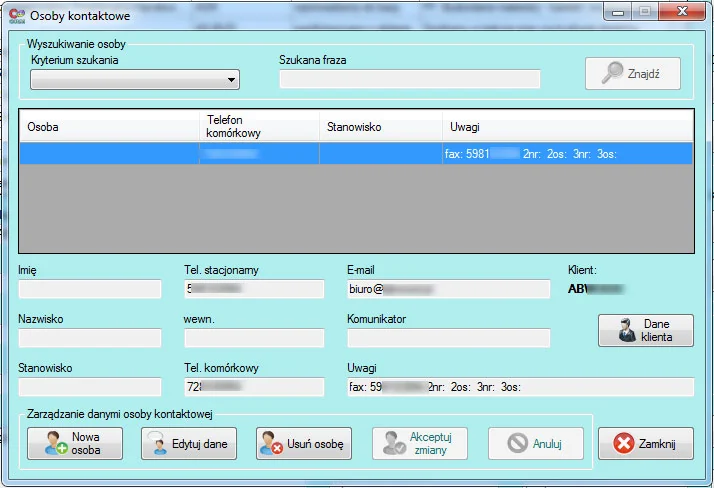 Osoby kontaktowe
Wyszukiwanie osoby
Kryterium szukania
Szukana fraza
Znajdź
Osoba
Telefon
komórkowy
Stanowisko
Uwagi
fax: 5981 2nr: 2os: 3nr: 3os:
Imię
Tel. stacjonarny
E-mail
Klient:
5
biuro@
AB
Nazwisko
wewn.
Komunikator
Dane
klienta
Stanowisko
Tel. komórkowy
Uwagi
728
fax: 59 2nr: 2os: 3nr: 3os:
Zarządzanie danymi osoby kontaktowej
Nowa
osoba
Edytuj dane
Usuń osobę
Akceptuj
zmiany
Anuluj
Zamknij